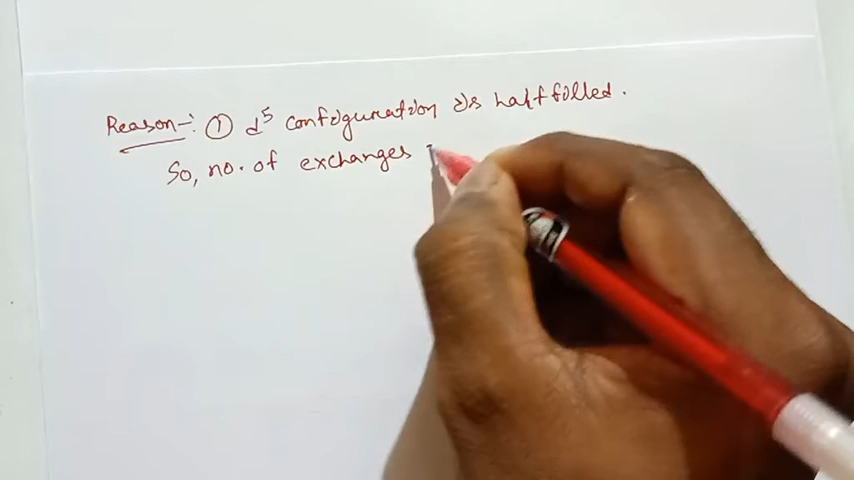 Reason:- ① d⁵ configuration is half filled.
So, no. of exchanges